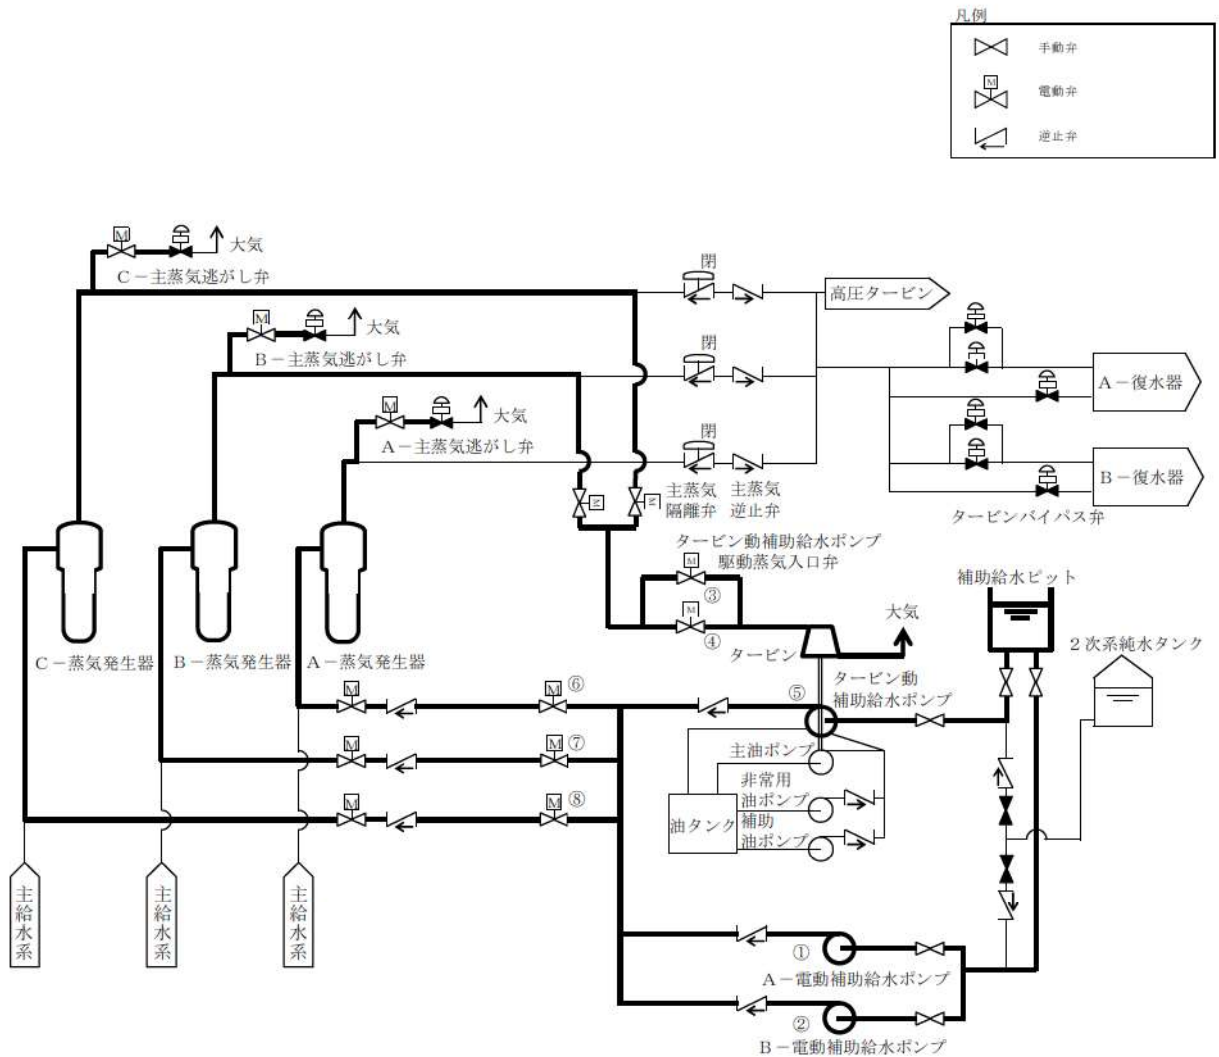 凡例
手動弁
M
電動弁
逆止弁
M
大気
C－主蒸気逃がし弁
M
大気
B－主蒸気逃がし弁
M
大気
A－主蒸気逃がし弁
閉
高圧タービン
閉
A－復水器
閉
B－復水器
主蒸気
隔離弁
主蒸気
逆止弁
タービンバイパス弁
M
M
タービン動補助給水ポンプ
駆動蒸気入口弁
M
③
M
④
タービン
大気
補助給水ピット
2次系純水タンク
C－蒸気発生器
B－蒸気発生器
A－蒸気発生器
タービン動
補助給水ポンプ
⑤
M
M
⑥
M
M
⑦
M
M
⑧
主油ポンプ
非常用
油ポンプ
補助
油ポンプ
油タンク
主給水系
主給水系
主給水系
①
A－電動補助給水ポンプ
②
B－電動補助給水ポンプ